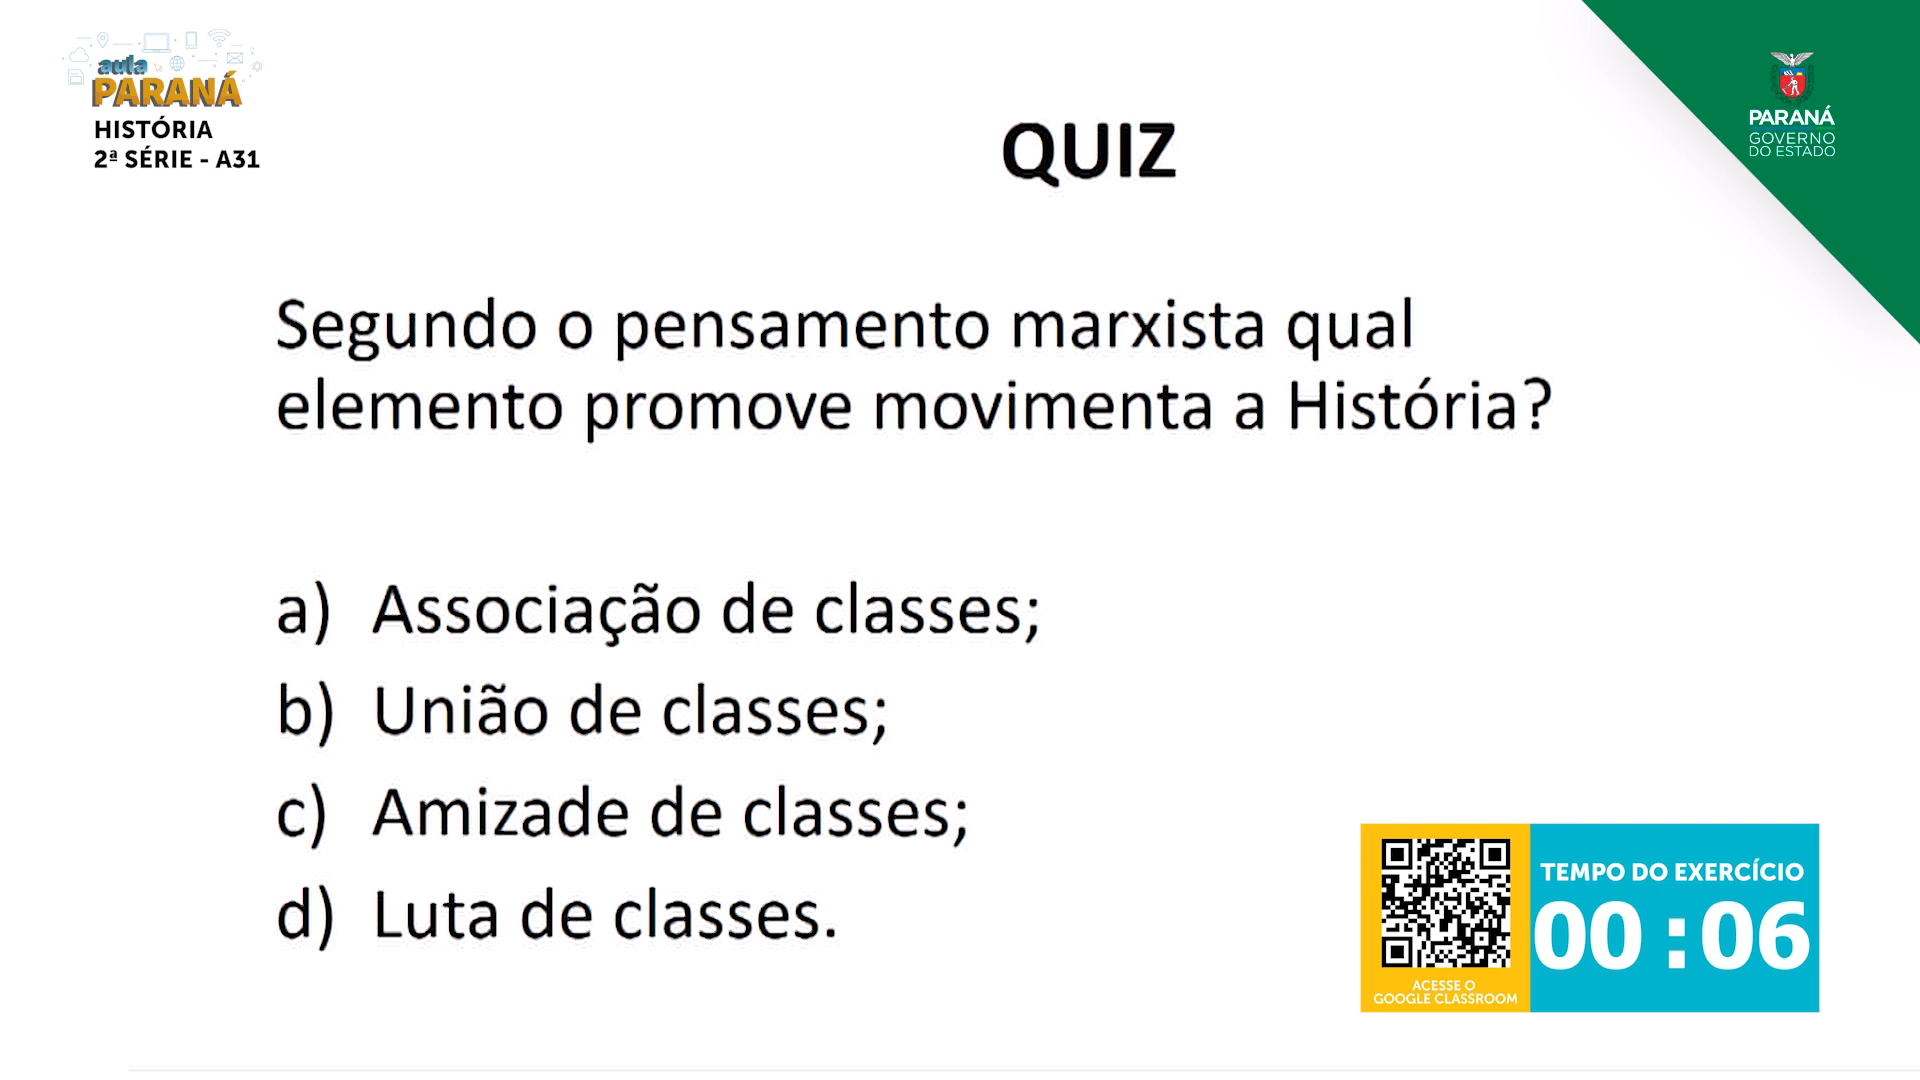 aula
PARANÁ
HISTÓRIA
2ª SÉRIE - A31
PARANÁ
GOVERNO
DO ESTADO
QUIZ
Segundo o pensamento marxista qual
elemento promove movimenta a História?
a) Associação de classes;
b) União de classes;
c) Amizade de classes;
d) Luta de classes.
ACESSE O
GOOGLE CLASSROOM
TEMPO DO EXERCÍCIO
00:06